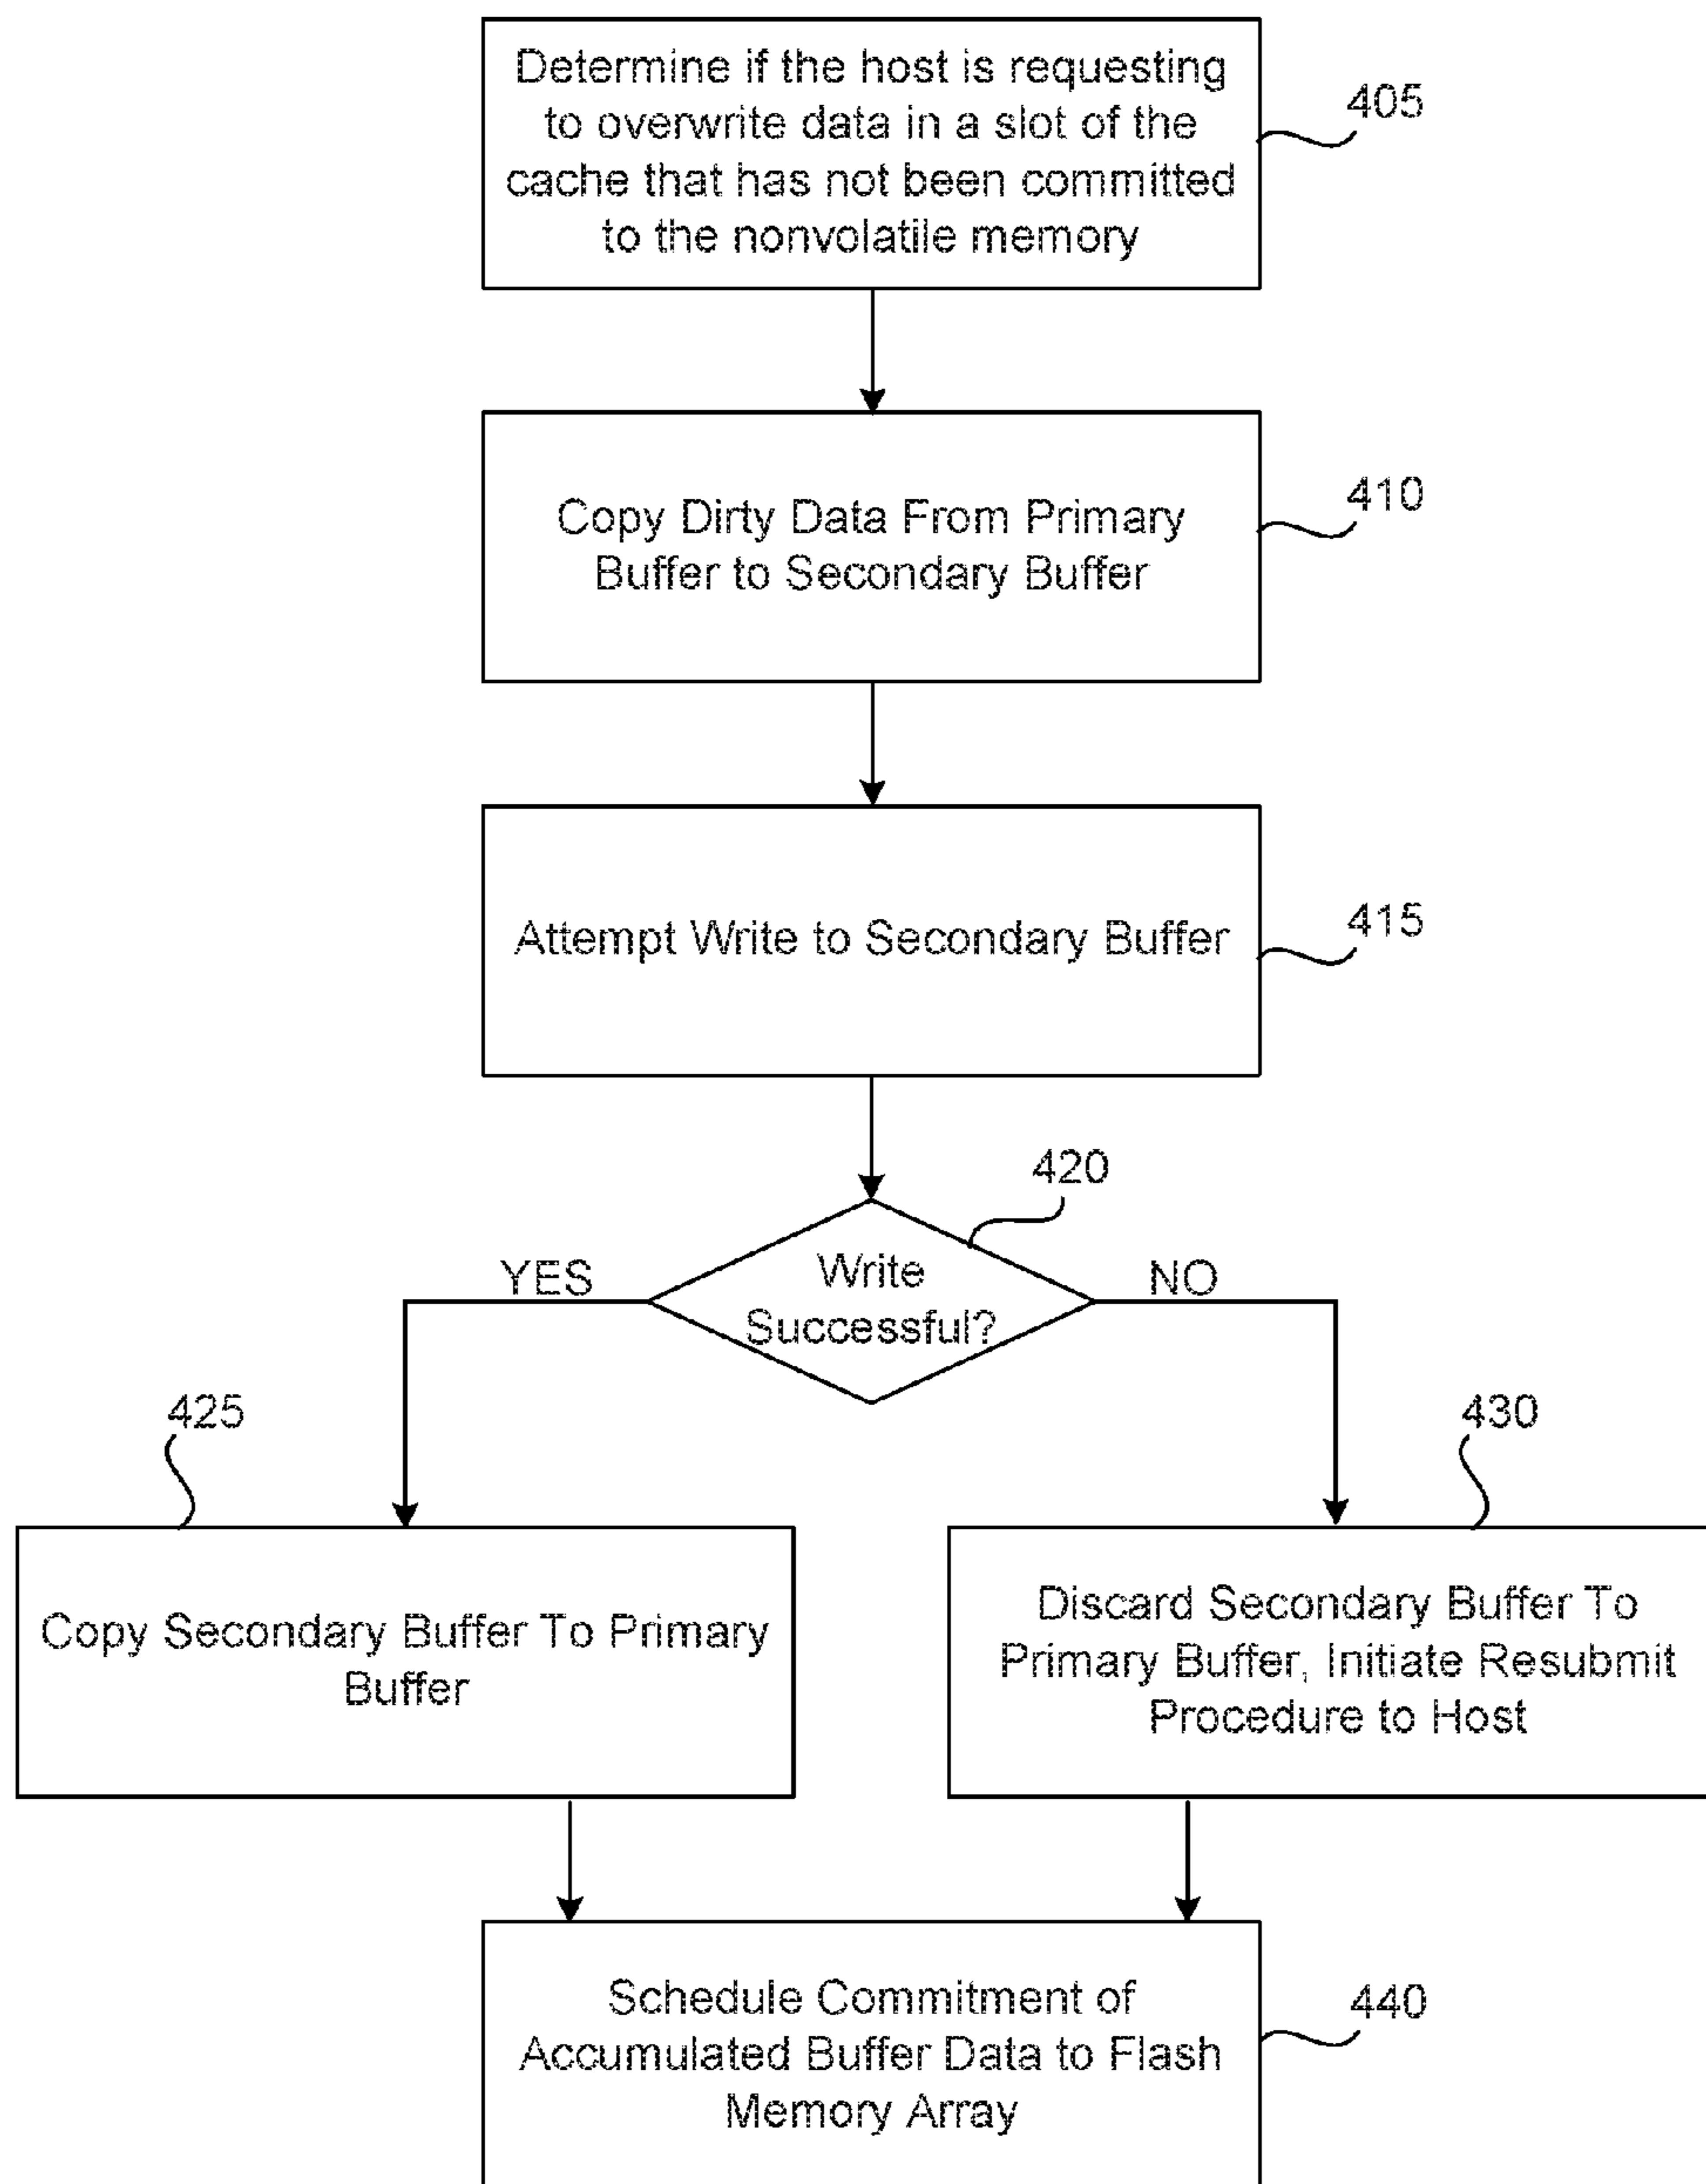 Determine if the host is requesting
to overwrite data in a slot of the
cache that has not been committed
to the nonvolatile memory
405
Copy Dirty Data From Primary
Buffer to Secondary Buffer
410
Attempt Write to Secondary Buffer
415
420
Write
Successful?
YES
NO
425
430
Copy Secondary Buffer To Primary
Buffer
Discard Secondary Buffer To
Primary Buffer, Initiate Resubmit
Procedure to Host
Schedule Commitment of
Accumulated Buffer Data to Flash
Memory Array
440